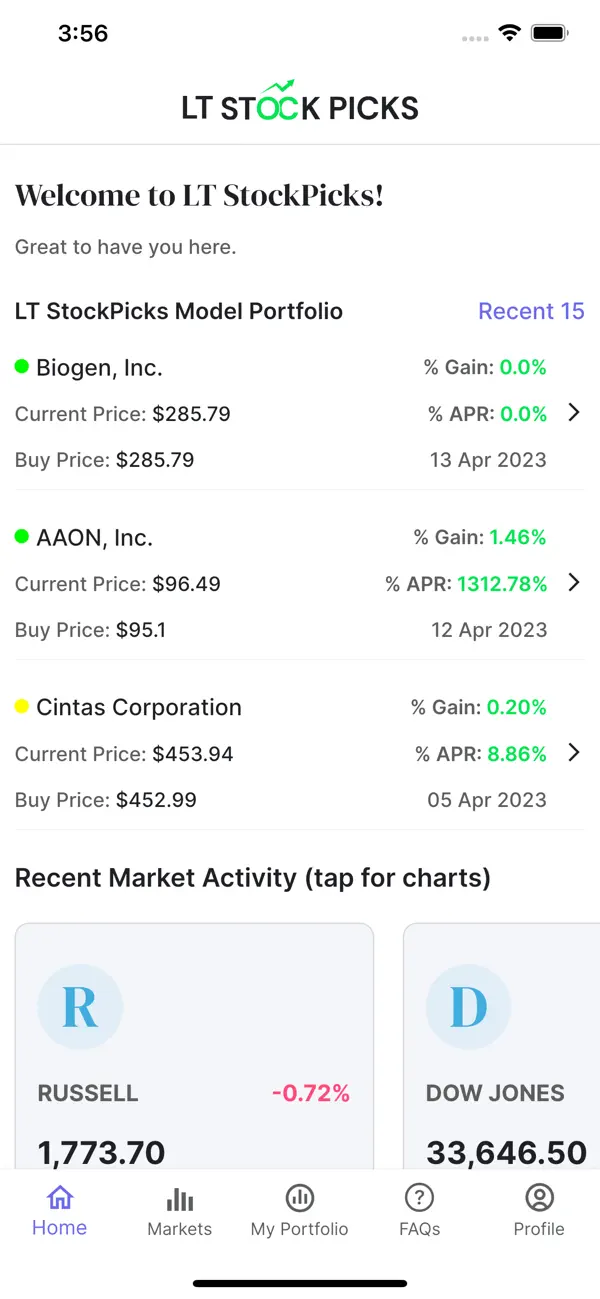 3:56
LT STOCK PICKS
Welcome to LT StockPicks!
Great to have you here.
LT StockPicks Model Portfolio Recent 15
Biogen, Inc. % Gain: 0.0%
Current Price: $285.79 % APR: 0.0%
Buy Price: $285.79 13 Apr 2023
AAON, Inc. % Gain: 1.46%
Current Price: $96.49 % APR: 1312.78%
Buy Price: $95.1 12 Apr 2023
Cintas Corporation % Gain: 0.20%
Current Price: $453.94 % APR: 8.86%
Buy Price: $452.99 05 Apr 2023
Recent Market Activity (tap for charts)
R D
RUSSELL -0.72% DOW JONES
1,773.70 33,646.50
Home Markets My Portfolio FAQs Profile